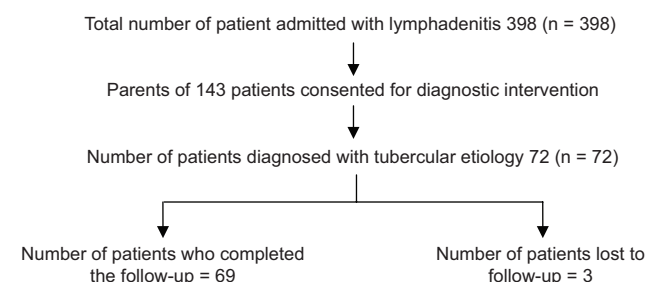 Total number of patient admitted with lymphadenitis 398 (n = 398)
Parents of 143 patients consented for diagnostic intervention
Number of patients diagnosed with tubercular etiology 72 (n = 72)
Number of patients who completed
the follow-up = 69
Number of patients lost to
follow-up = 3